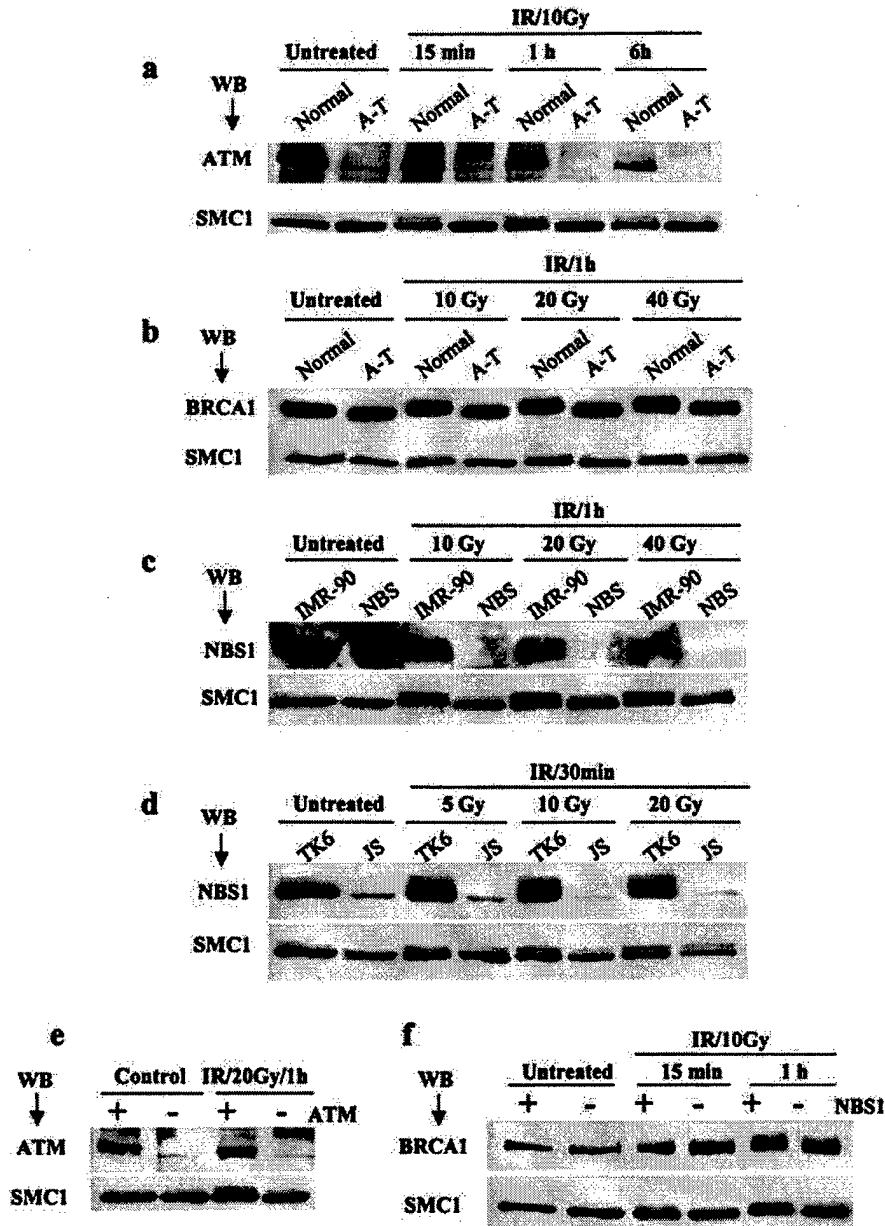 IR/10Gy
Untreated 15 min 1 h 6h
a
WB
Normal A-T Normal A-T Normal A-T Normal A-T
ATM
SMC1
IR/1h
Untreated 10 Gy 20 Gy 40 Gy
b
WB
Normal A-T Normal A-T Normal A-T Normal A-T
BRCA1
SMC1
IR/1h
Untreated 10 Gy 20 Gy 40 Gy
c
WB
IMR-90 NBS IMR-90 NBS IMR-90 NBS IMR-90 NBS
NBS1
SMC1
IR/30min
Untreated 5 Gy 10 Gy 20 Gy
d
WB
TK6 JS TK6 JS TK6 JS TK6 JS
NBS1
SMC1
e
WB
Control IR/20Gy/1h
+ - + - ATM
ATM
SMC1
f
IR/10Gy
WB
Untreated 15 min 1 h
+ - + - + - NBS1
BRCA1
SMC1